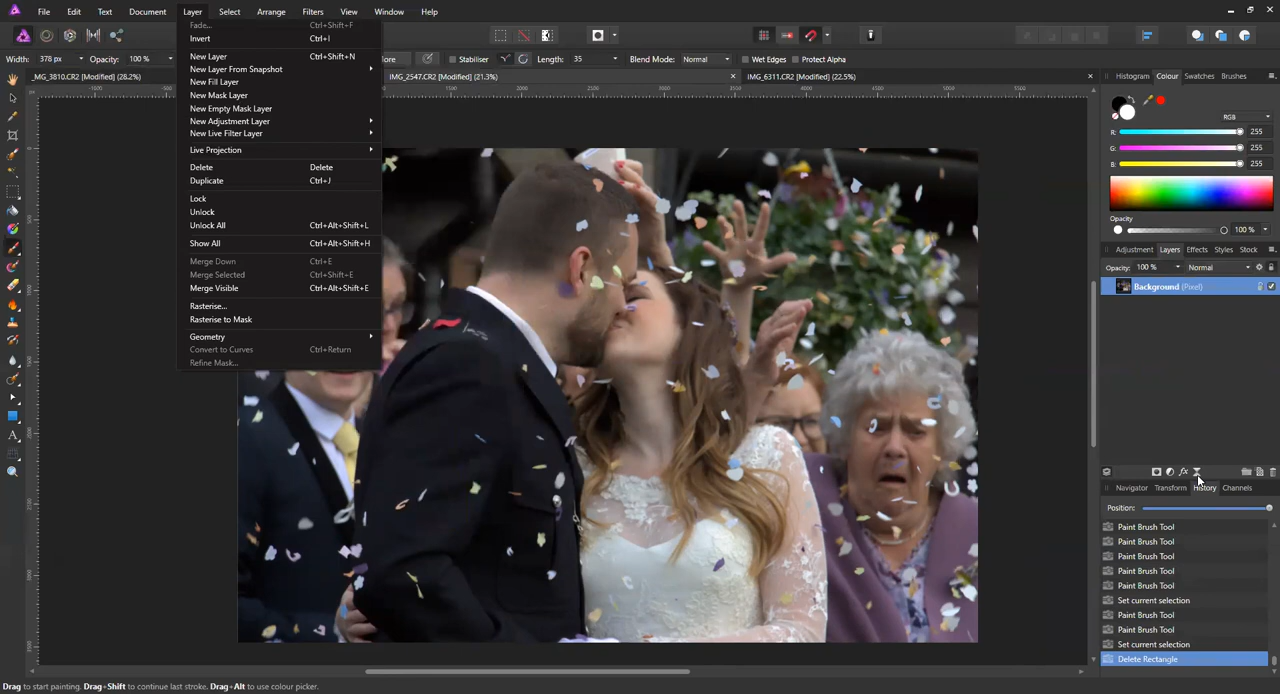 File Edit Text Document Layer Select Arrange Filters View Window Help
Width: 378 px Opacity: 100 % More Stabiliser Length: 35 Blend Mode: Normal Wet Edges Protect Alpha
_MG_3810.CR2 [Modified] (28.2%) IMG_2547.CR2 [Modified] (21.3%) IMG_6311.CR2 [Modified] (22.5%)
Fade... Ctrl+Shift+F
Invert Ctrl+I
New Layer Ctrl+Shift+N
New Layer From Snapshot
New Fill Layer
New Mask Layer
New Empty Mask Layer
New Adjustment Layer
New Live Filter Layer
Live Projection
Delete Delete
Duplicate Ctrl+J
Lock
Unlock
Unlock All Ctrl+Alt+Shift+L
Show All Ctrl+Alt+Shift+H
Merge Down Ctrl+E
Merge Selected Ctrl+Shift+E
Merge Visible Ctrl+Alt+Shift+E
Rasterise...
Rasterise to Mask
Geometry
Convert to Curves Ctrl+Return
Refine Mask...
Histogram Colour Swatches Brushes
RGB
R: 255
G: 255
B: 255
Opacity
100 %
Adjustment Layers Effects Styles Stock
Opacity: 100 % Normal
Background (Pixel)
Navigator Transform History Channels
Position:
Paint Brush Tool
Paint Brush Tool
Paint Brush Tool
Paint Brush Tool
Paint Brush Tool
Set current selection
Paint Brush Tool
Paint Brush Tool
Set current selection
Delete Rectangle
Drag to start painting. Drag+Shift to continue last stroke. Drag+Alt to use colour picker.